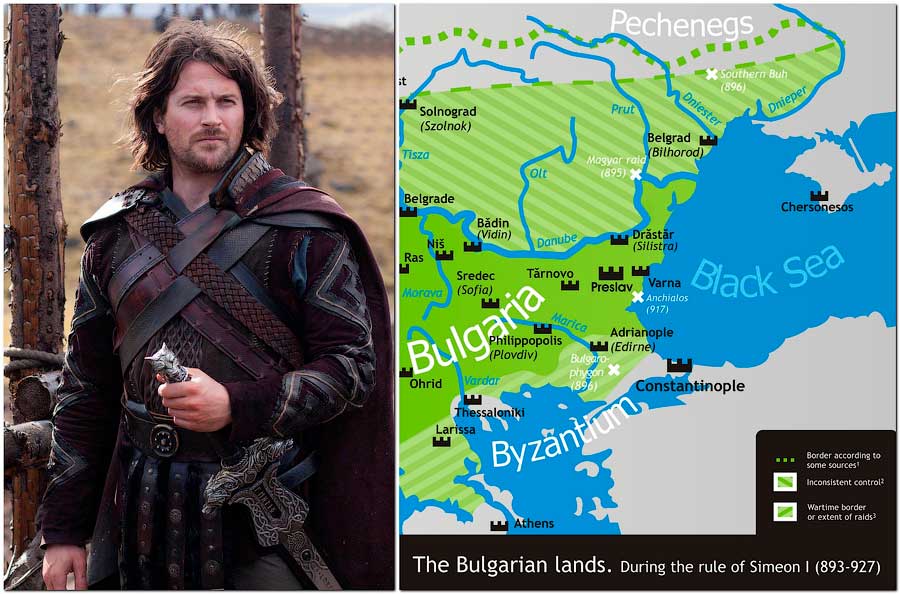 Pechenegs
Southern Buh
(896)
st
Solnograd
(Szolnok)
Prut
Dniester
Dnieper
Belgrad
(Bilhorod)
Tisza
Magyar raid
(895)
Olt
Chersonesos
Belgrade
Bădin
(Vidin)
Danube
Drăstăr
(Silistra)
Niš
Ras
Sredec
(Sofia)
Tărnovo
Preslav
Varna
Black Sea
Morava
Anchialos
(917)
Bulgaria
Marica
Philippopolis
(Plovdiv)
Adrianople
(Edirne)
Bulgaro-
phygon
(896)
Ohrid
Vardar
Constantinople
Thessaloniki
Byzantium
Larissa
Athens
Border according to
some sources¹
Inconsistent control²
Wartime border
or extent of raids³
The Bulgarian lands. During the rule of Simeon I (893-927)